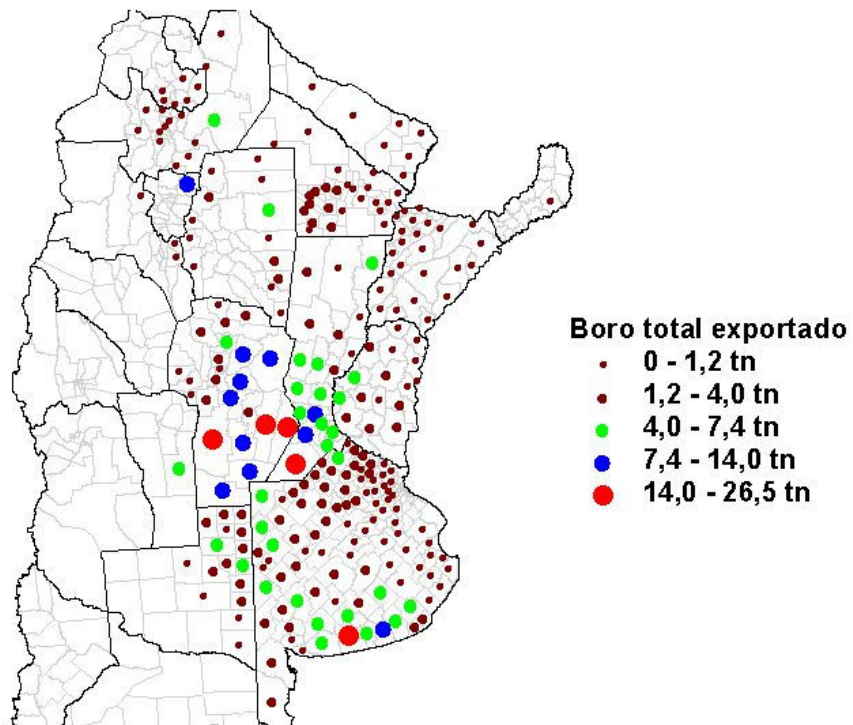 Boro total exportado
0 - 1,2 tn
1,2 - 4,0 tn
4,0 - 7,4 tn
7,4 - 14,0 tn
14,0 - 26,5 tn